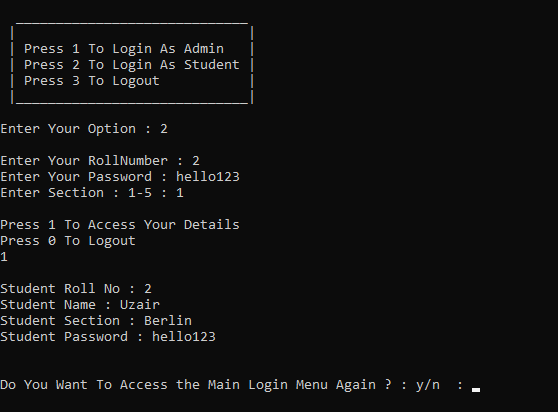 Press 1 To Login As Admin
Press 2 To Login As Student
Press 3 To Logout
Enter Your Option : 2
Enter Your RollNumber : 2
Enter Your Password : hello123
Enter Section : 1-5 : 1
Press 1 To Access Your Details
Press 0 To Logout
1
Student Roll No : 2
Student Name : Uzair
Student Section : Berlin
Student Password : hello123
Do You Want To Access the Main Login Menu Again ? : y/n  :